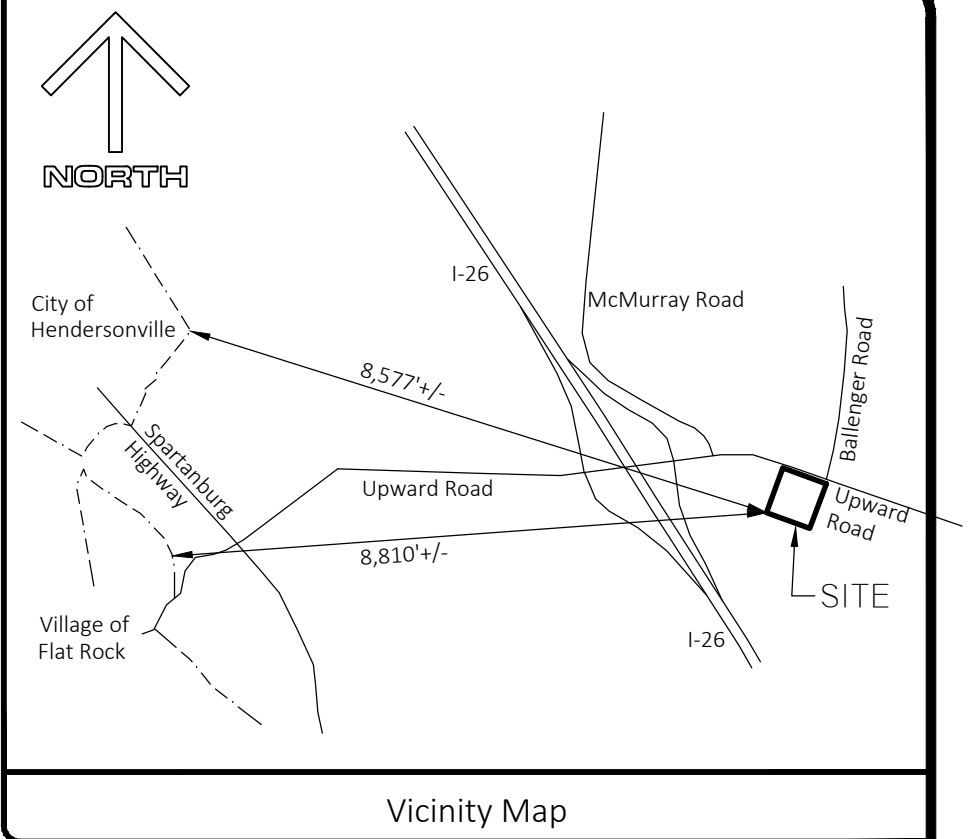 NORTH
I-26
City of
Hendersonville
McMurray Road
Ballenger Road
8,577'+/-
Spartanburg
Highway
Upward Road
Upward
Road
8,810'+/-
SITE
Village of
Flat Rock
I-26
Vicinity Map